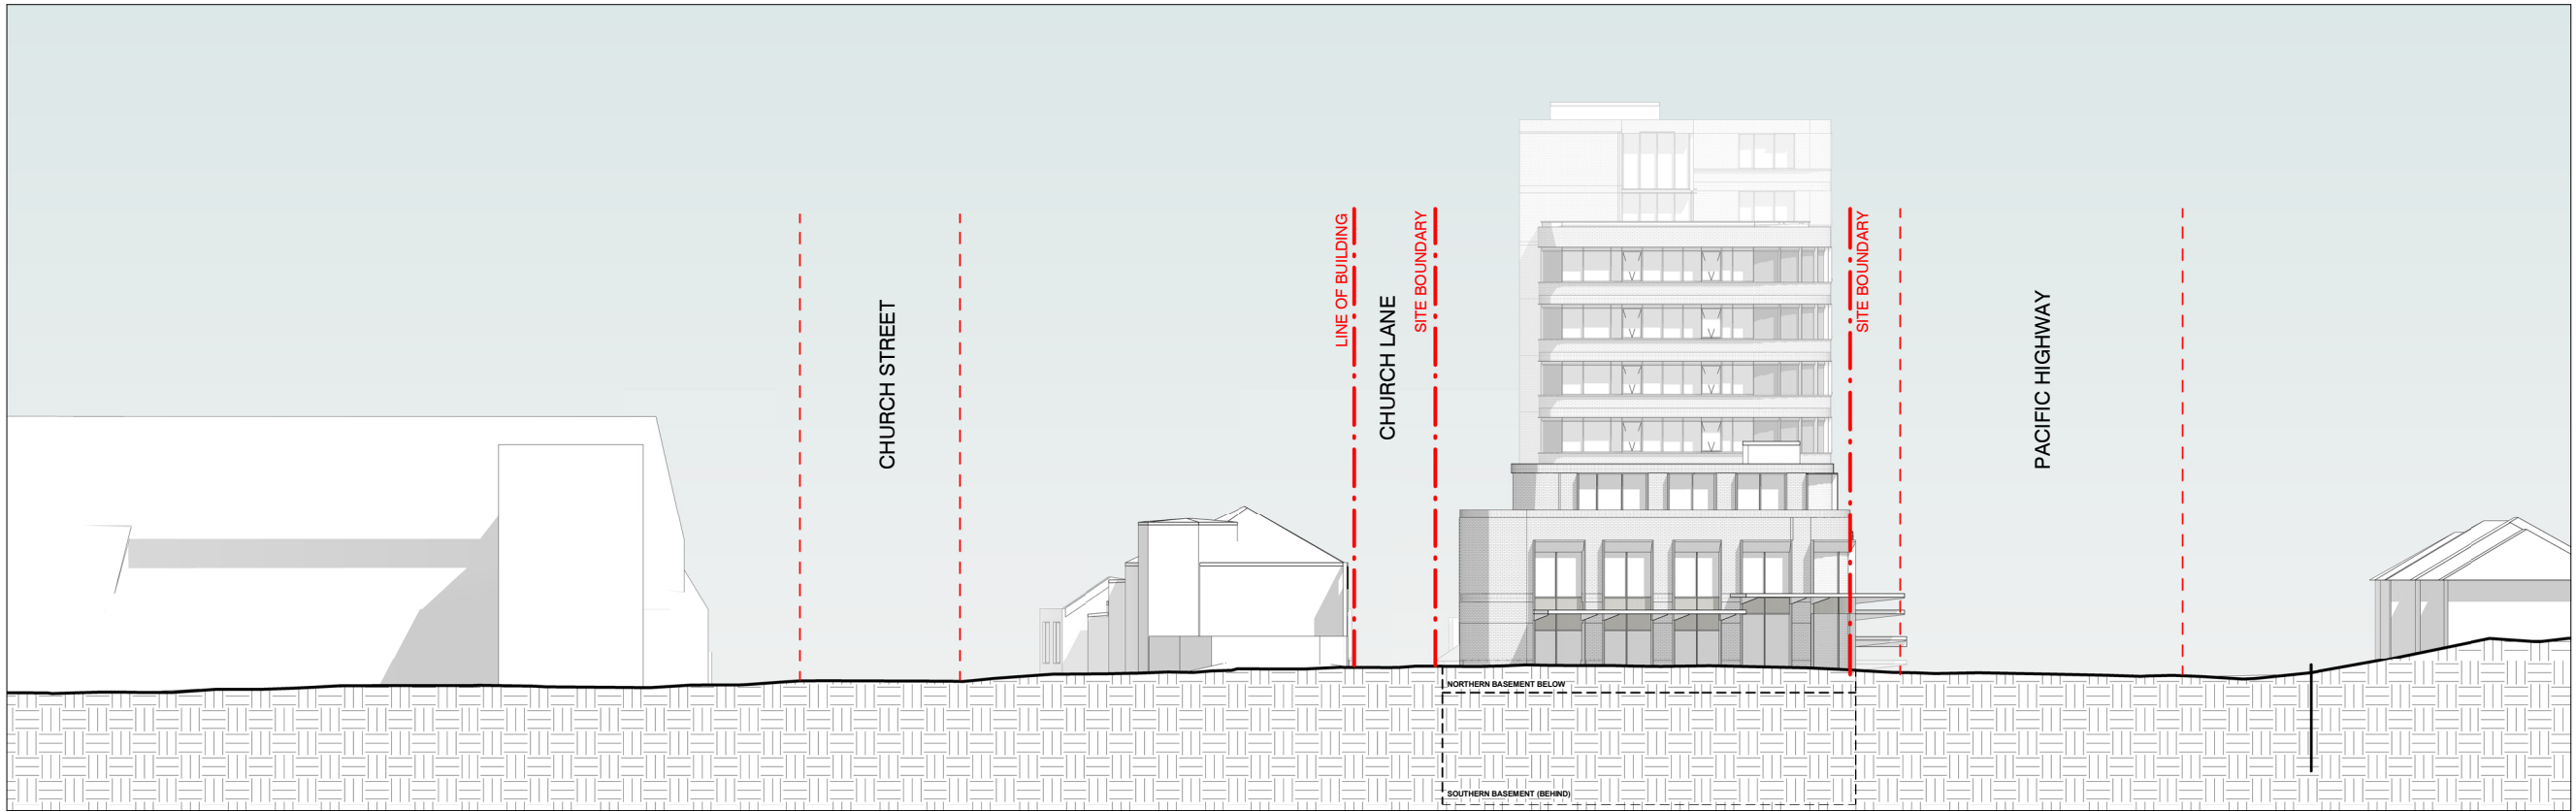 CHURCH STREET
LINE OF BUILDING
CHURCH LANE
SITE BOUNDARY
SITE BOUNDARY
PACIFIC HIGHWAY
NORTHERN BASEMENT BELOW
SOUTHERN BASEMENT (BEHIND)